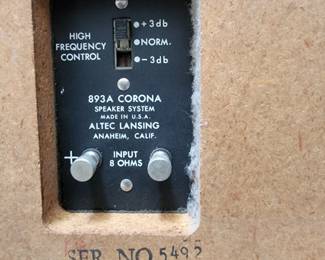 +3db
HIGH
FREQUENCY
CONTROL
NORM.
-3db
893A CORONA
SPEAKER SYSTEM
MADE IN U.S.A.
ALTEC LANSING
ANAHEIM, CALIF.
+ INPUT
8 OHMS
SER. NO. 5492